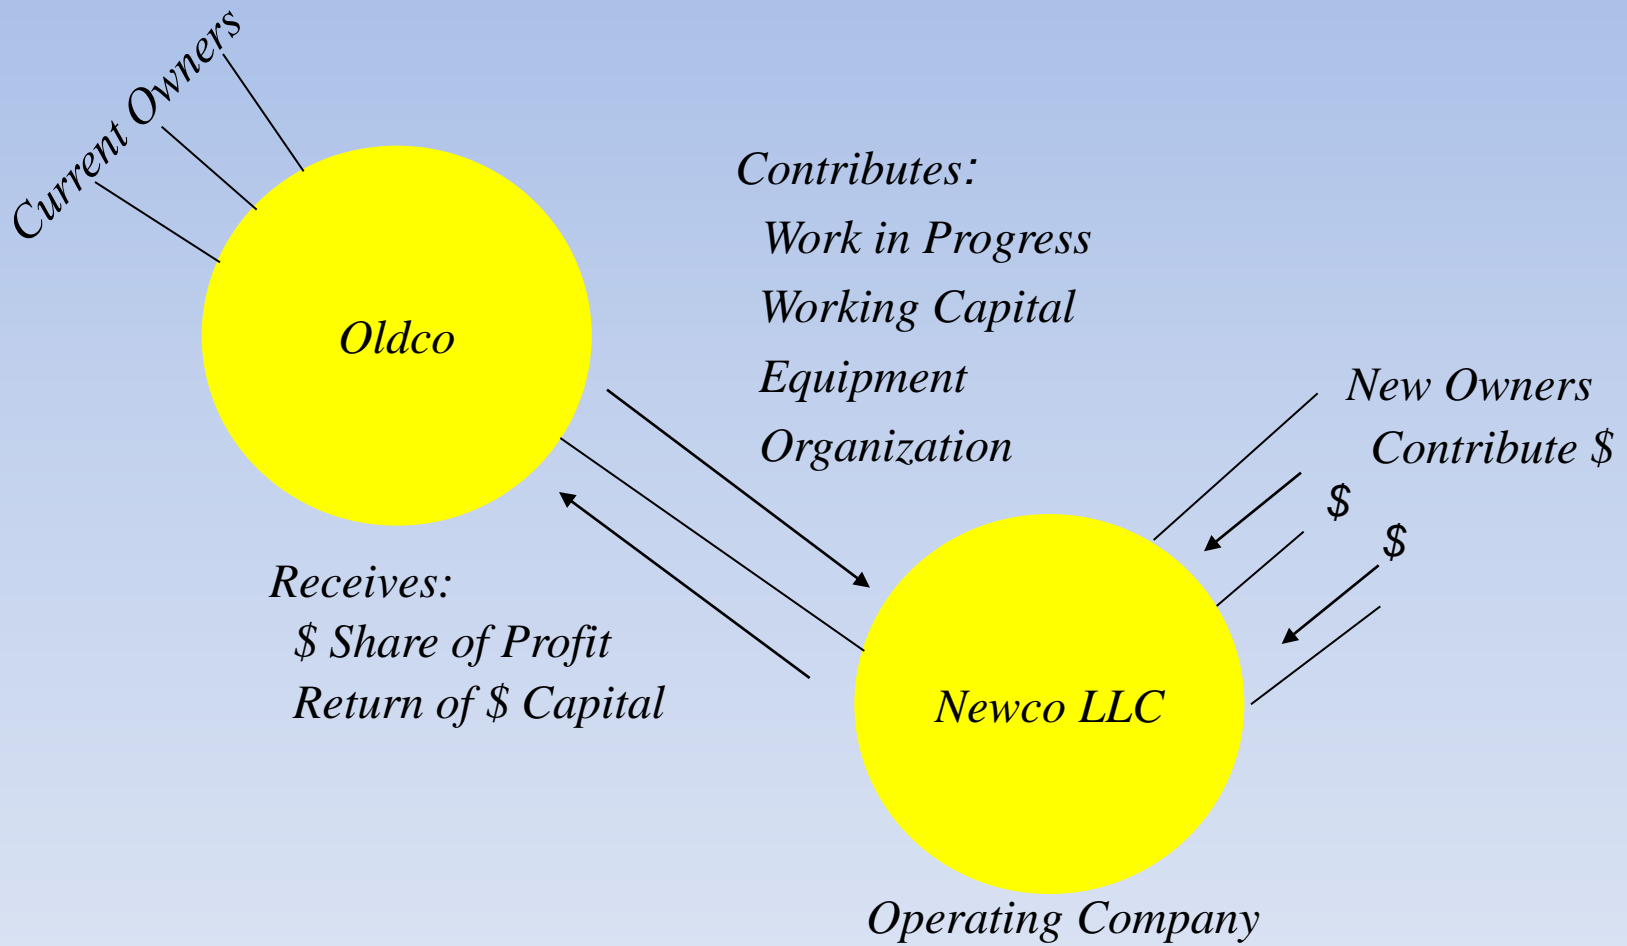 Current Owners
Oldco
Contributes:
Work in Progress
Working Capital
Equipment
Organization
New Owners
Contribute $
$
$
Receives:
$ Share of Profit
Return of $ Capital
Newco LLC
Operating Company